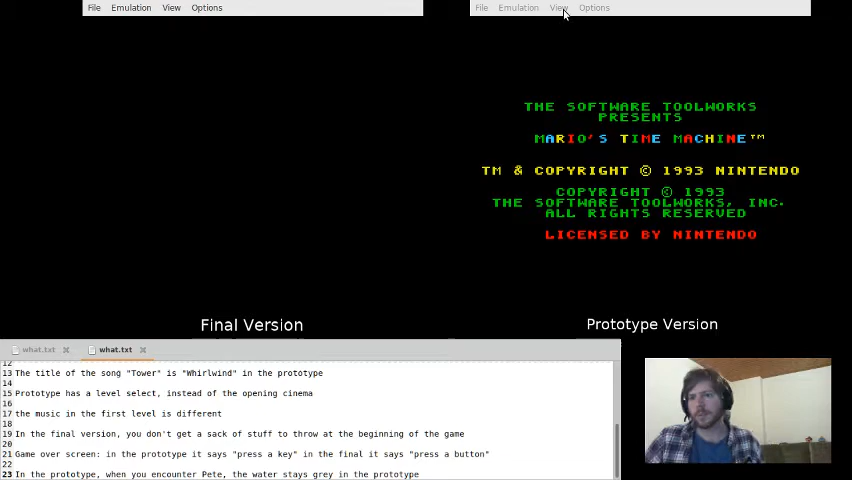 File Emulation View Options
File Emulation View Options
THE SOFTWARE TOOLWORKS
PRESENTS
MARIO'S TIME MACHINE™
TM & COPYRIGHT © 1993 NINTENDO
COPYRIGHT © 1993
THE SOFTWARE TOOLWORKS, INC.
ALL RIGHTS RESERVED
LICENSED BY NINTENDO
Final Version
Prototype Version
what.txt
what.txt
12
13 The title of the song "Tower" is "Whirlwind" in the prototype
14
15 Prototype has a level select, instead of the opening cinema
16
17 the music in the first level is different
18
19 In the final version, you don't get a sack of stuff to throw at the beginning of the game
20
21 Game over screen: in the prototype it says "press a key" in the final it says "press a button"
22
23 In the prototype, when you encounter Pete, the water stays grey in the prototype